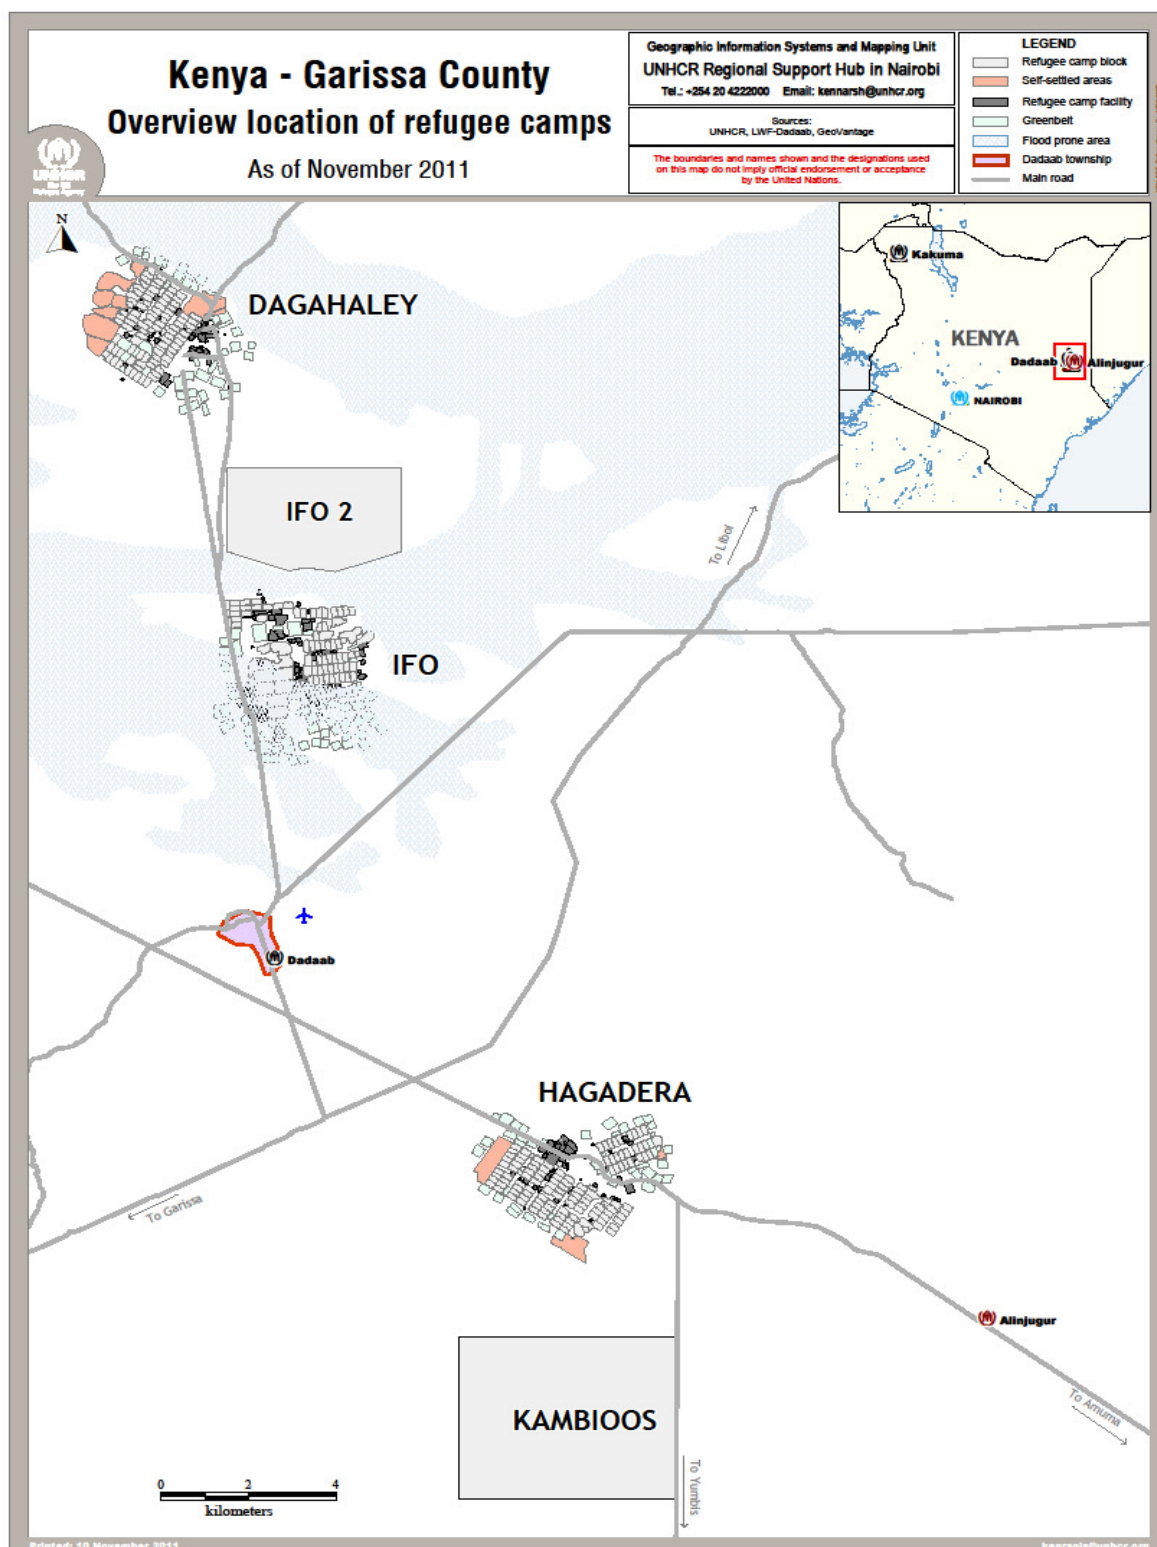 Kenya - Garissa County
Overview location of refugee camps
As of November 2011
UNHCR
Geographic Information Systems and Mapping Unit
UNHCR Regional Support Hub in Nairobi
Tel.: +254 20 4222000 Email: kennarsh@unhcr.org
Sources:
UNHCR, LWF-Dadaab, GeoVantage
The boundaries and names shown and the designations used
on this map do not imply official endorsement or acceptance
by the United Nations.
LEGEND
Refugee camp block
Self-settled areas
Refugee camp facility
Greenbelt
Flood prone area
Dadaab township
Main road
N
DAGAHALEY
Kakuma
KENYA
Dadaab
Alinjugur
NAIROBI
IFO 2
To Liboi
IFO
Dadaab
HAGADERA
To Garissa
Alinjugur
KAMBIOOS
To Amuma
To Yumbis
0 2 4
kilometers
Printed: 10 November 2011